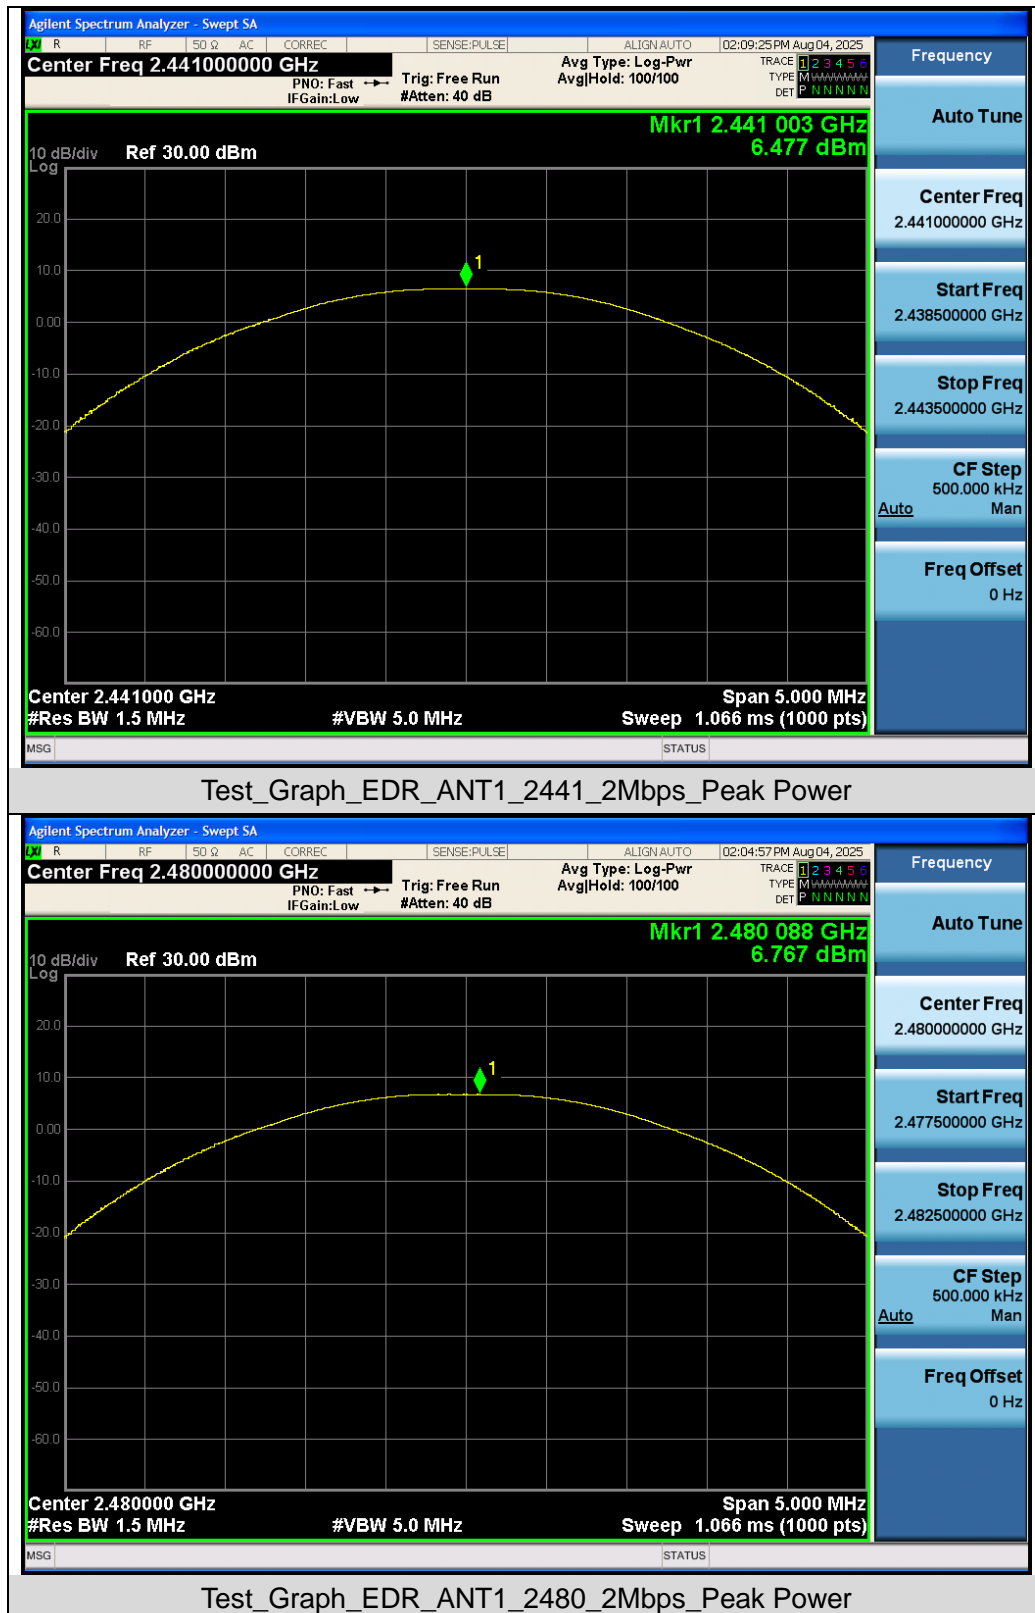 Agilent Spectrum Analyzer - Swept SA
LXI R RF 50 Ω AC CORREC SENSE:PULSE ALIGN AUTO 02:09:25 PM Aug 04, 2025
Center Freq 2.441000000 GHz
PNO: Fast
IFGain:Low
Trig: Free Run
#Atten: 40 dB
Avg Type: Log-Pwr
Avg|Hold: 100/100
TRACE 1 2 3 4 5 6
TYPE M
DET P N N N N N
Mkr1 2.441 003 GHz
6.477 dBm
10 dB/div Ref 30.00 dBm
Log
20.0
10.0
0.00
-10.0
-20.0
-30.0
-40.0
-50.0
-60.0
1
Center 2.441000 GHz Span 5.000 MHz
#Res BW 1.5 MHz #VBW 5.0 MHz Sweep 1.066 ms (1000 pts)
MSG STATUS
Frequency
Auto Tune
Center Freq
2.441000000 GHz
Start Freq
2.438500000 GHz
Stop Freq
2.443500000 GHz
CF Step
500.000 kHz
Auto Man
Freq Offset
0 Hz
Test_Graph_EDR_ANT1_2441_2Mbps_Peak Power
Agilent Spectrum Analyzer - Swept SA
LXI R RF 50 Ω AC CORREC SENSE:PULSE ALIGN AUTO 02:04:57 PM Aug 04, 2025
Center Freq 2.480000000 GHz
PNO: Fast
IFGain:Low
Trig: Free Run
#Atten: 40 dB
Avg Type: Log-Pwr
Avg|Hold: 100/100
TRACE 1 2 3 4 5 6
TYPE M
DET P N N N N N
Mkr1 2.480 088 GHz
6.767 dBm
10 dB/div Ref 30.00 dBm
Log
20.0
10.0
0.00
-10.0
-20.0
-30.0
-40.0
-50.0
-60.0
1
Center 2.480000 GHz Span 5.000 MHz
#Res BW 1.5 MHz #VBW 5.0 MHz Sweep 1.066 ms (1000 pts)
MSG STATUS
Frequency
Auto Tune
Center Freq
2.480000000 GHz
Start Freq
2.477500000 GHz
Stop Freq
2.482500000 GHz
CF Step
500.000 kHz
Auto Man
Freq Offset
0 Hz
Test_Graph_EDR_ANT1_2480_2Mbps_Peak Power